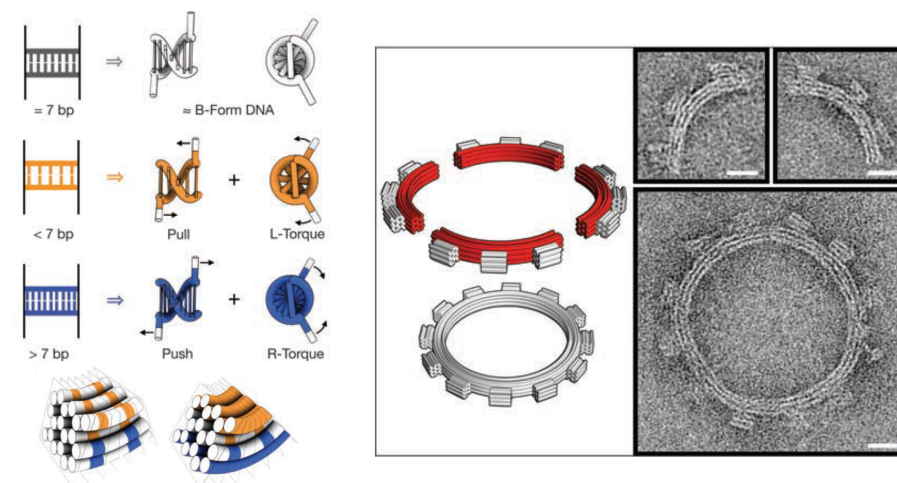 = 7 bp
≈ B-Form DNA
< 7 bp
Pull
+
L-Torque
> 7 bp
Push
+
R-Torque